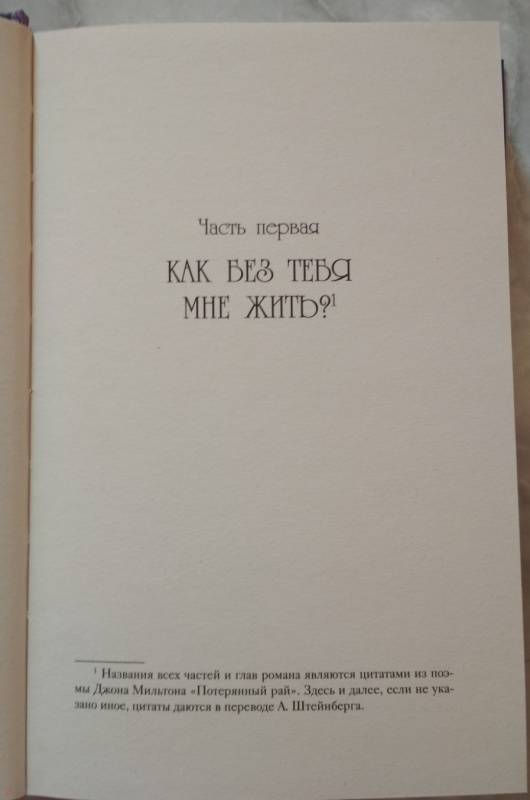 Часть первая
КАК БЕЗ ТЕБЯ
МНЕ ЖИТЬ?¹
¹ Названия всех частей и глав романа являются цитатами из поэ-
мы Джона Мильтона «Потерянный рай». Здесь и далее, если не ука-
зано иное, цитаты даются в переводе А. Штейнберга.